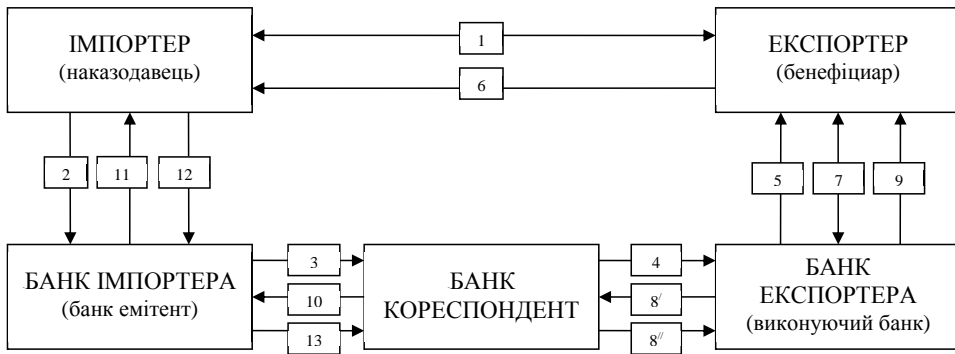 ІМПОРТЕР
(наказодавець)
1
6
ЕКСПОРТЕР
(бенефіциар)
2
11
12
5
7
9
БАНК ІМПОРТЕРА
(банк емітент)
3
10
13
БАНК
КОРЕСПОНДЕНТ
4
8/
8//
БАНК
ЕКСПОРТЕРА
(виконуючий банк)